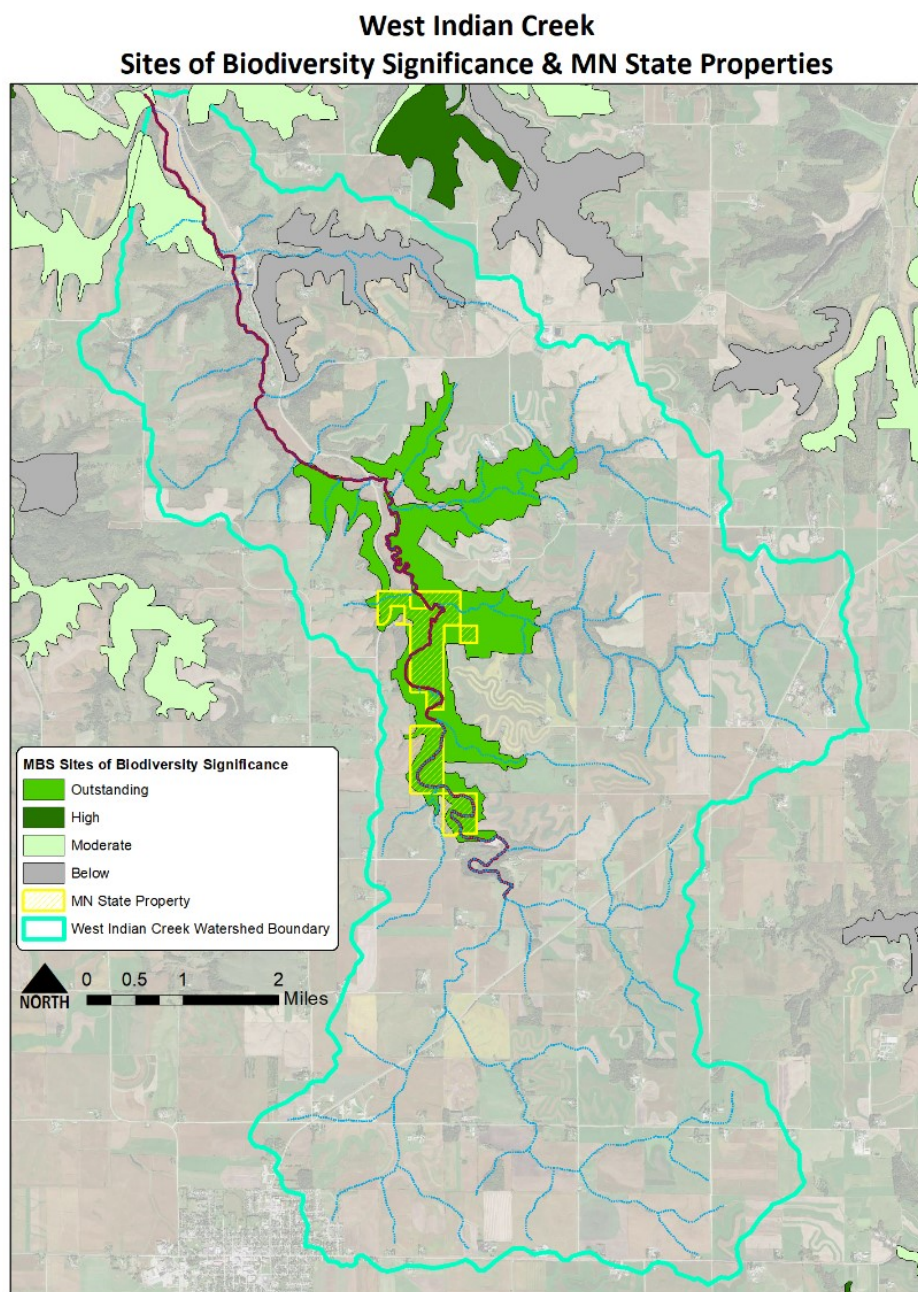 West Indian Creek
Sites of Biodiversity Significance & MN State Properties
MBS Sites of Biodiversity Significance
Outstanding
High
Moderate
Below
MN State Property
West Indian Creek Watershed Boundary
NORTH
0 0.5 1 2
Miles